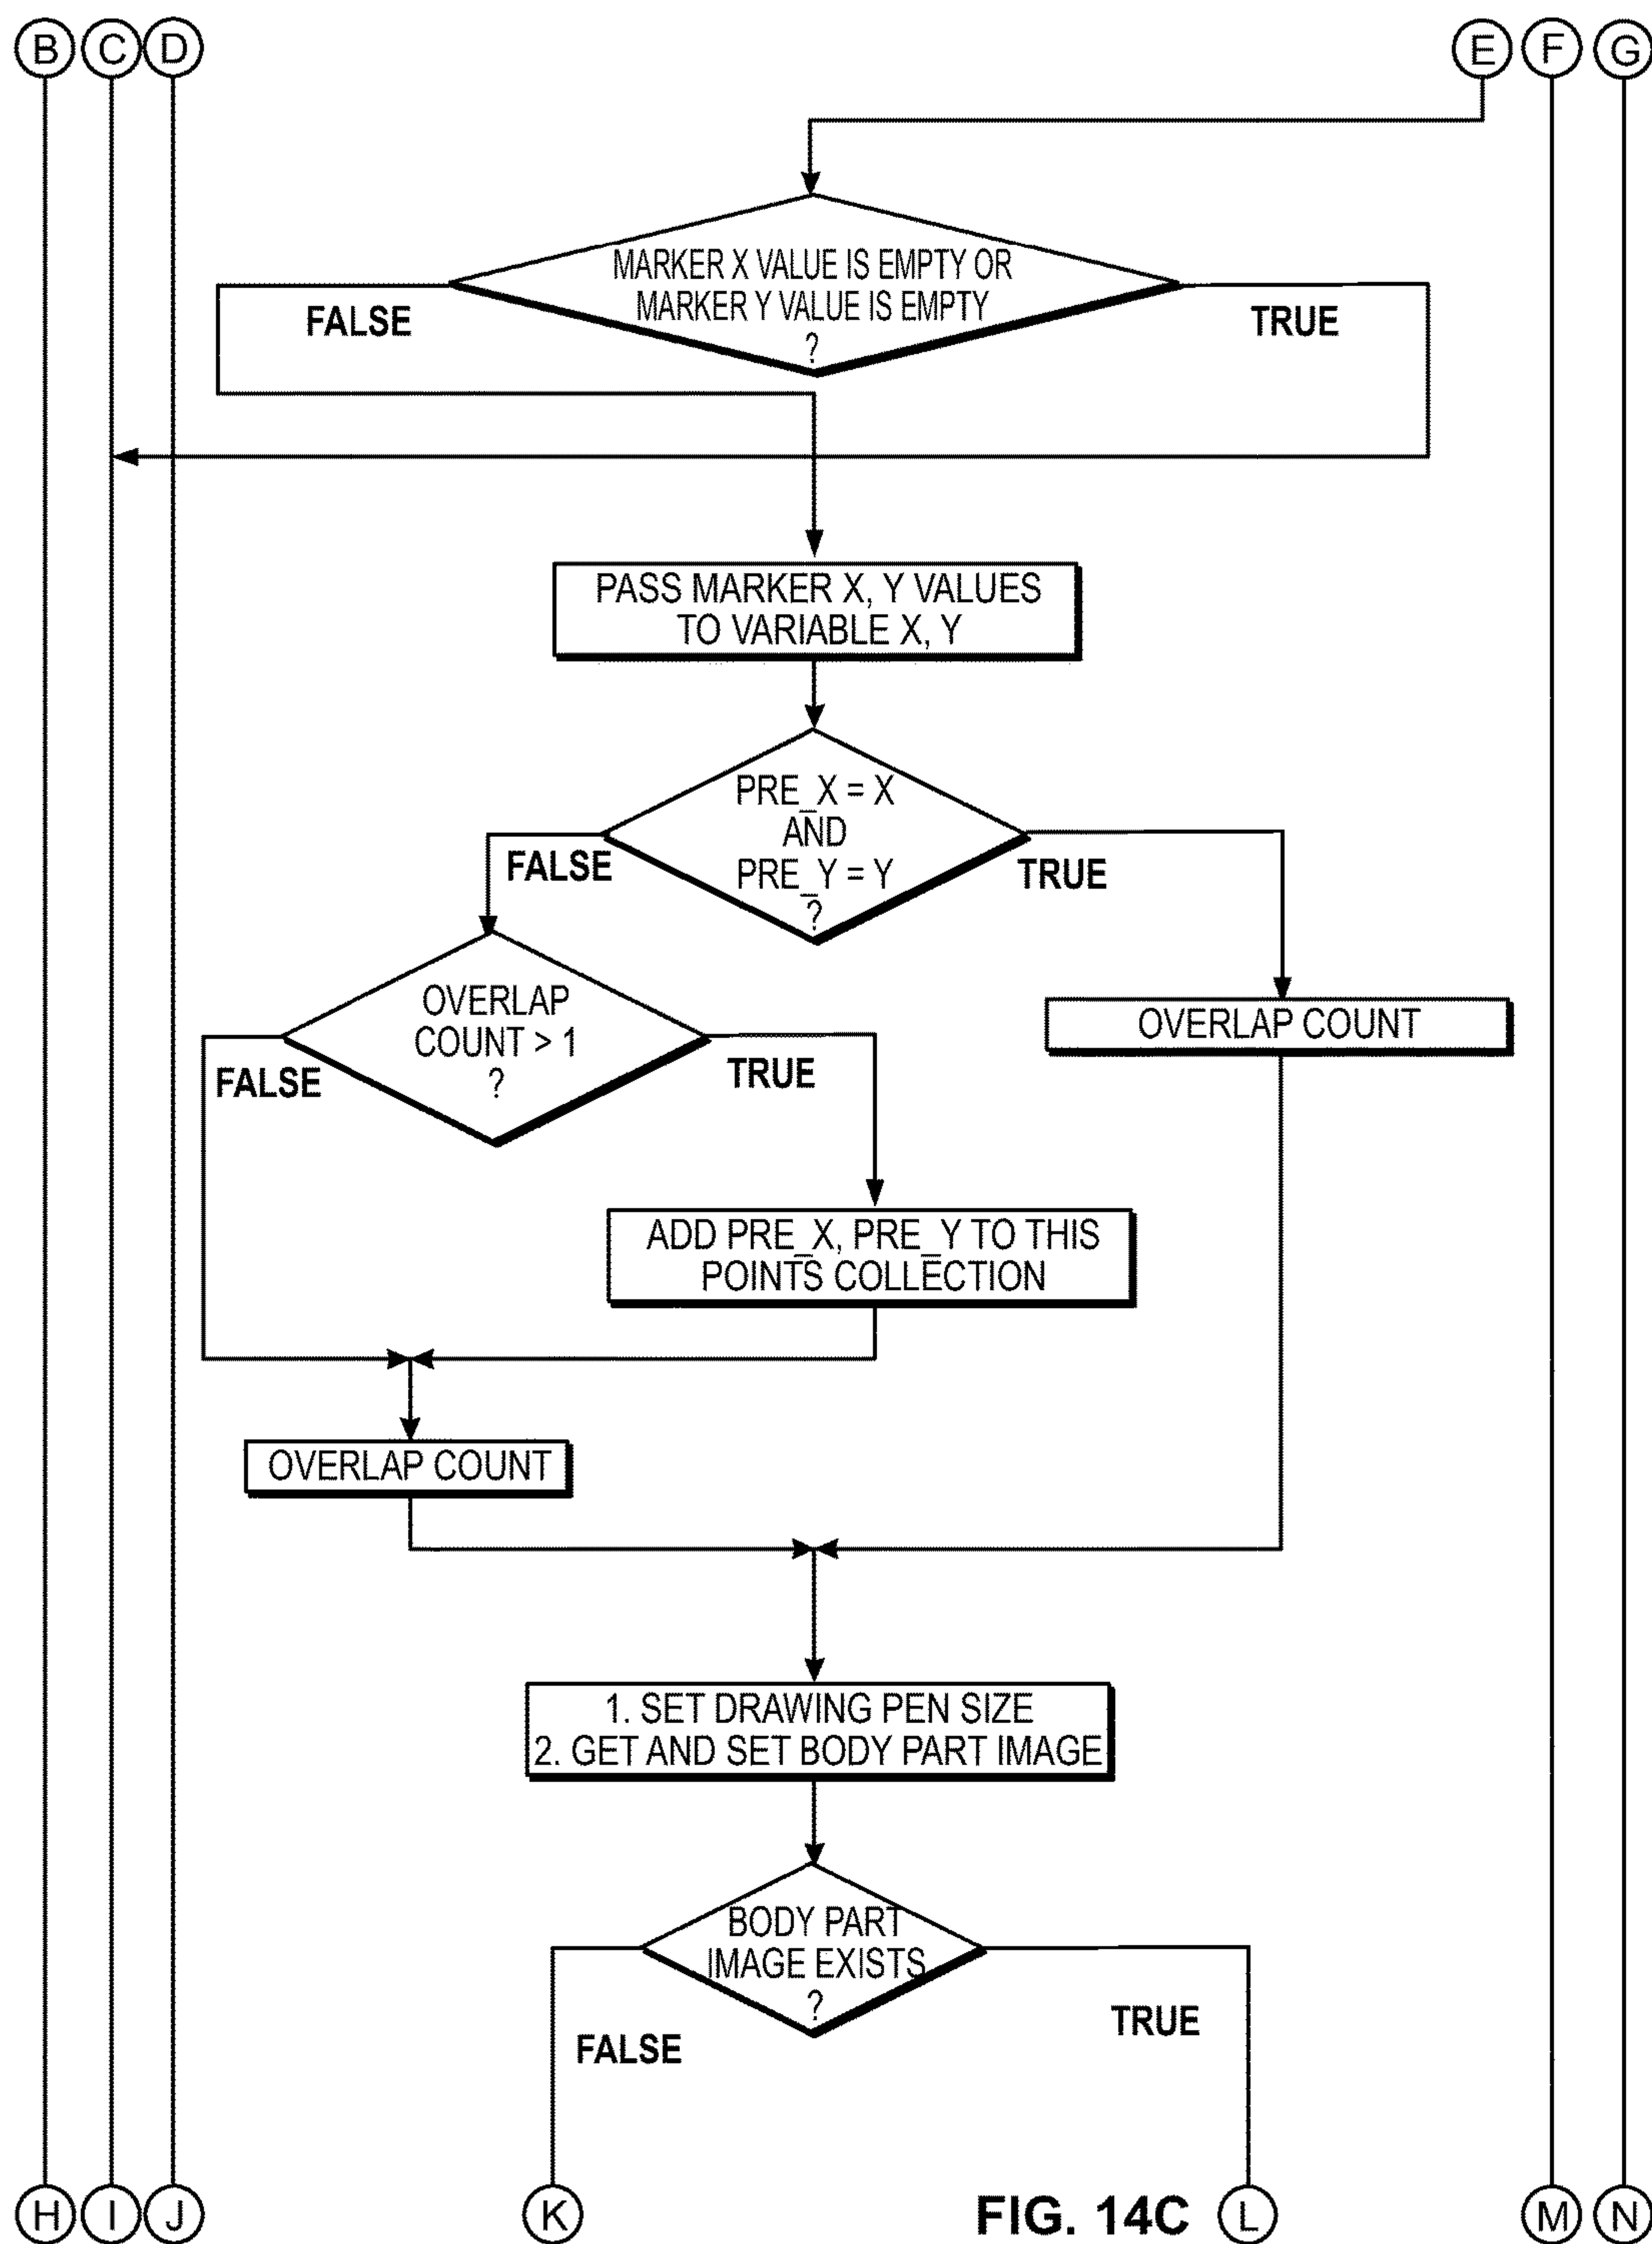 B C D E F G
MARKER X VALUE IS EMPTY OR
MARKER Y VALUE IS EMPTY
?
FALSE
TRUE
PASS MARKER X, Y VALUES
TO VARIABLE X, Y
PRE_X = X
AND
PRE_Y = Y
?
FALSE
TRUE
OVERLAP
COUNT > 1
?
FALSE
TRUE
OVERLAP COUNT
ADD PRE_X, PRE_Y TO THIS
POINTS COLLECTION
OVERLAP COUNT
1. SET DRAWING PEN SIZE
2. GET AND SET BODY PART IMAGE
BODY PART
IMAGE EXISTS
?
FALSE
TRUE
H I J K FIG. 14C L M N